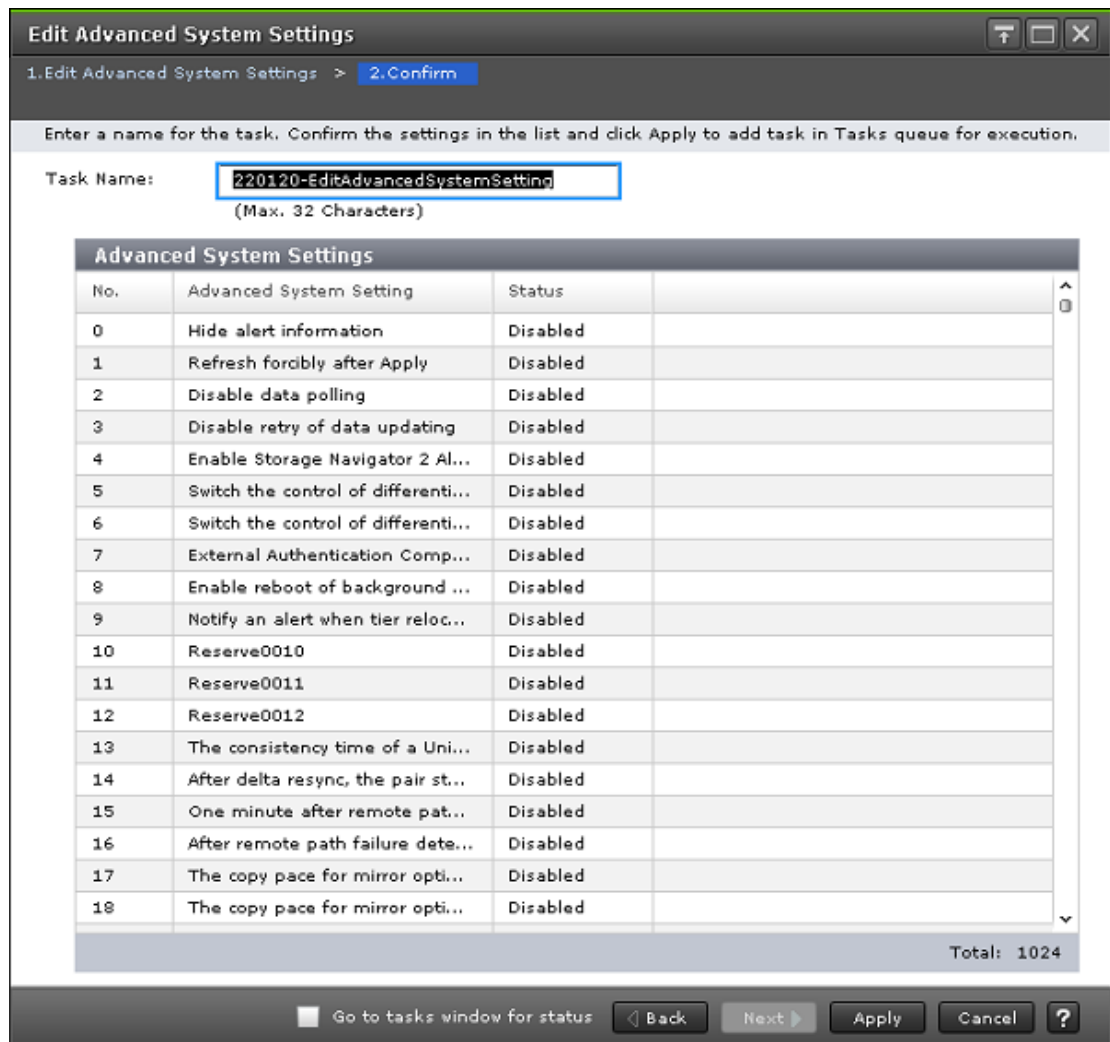 Edit Advanced System Settings
1.Edit Advanced System Settings > 2.Confirm
Enter a name for the task. Confirm the settings in the list and click Apply to add task in Tasks queue for execution.
Task Name: 220120-EditAdvancedSystemSetting
(Max. 32 Characters)
Advanced System Settings
No. Advanced System Setting Status
0 Hide alert information Disabled
1 Refresh forcibly after Apply Disabled
2 Disable data polling Disabled
3 Disable retry of data updating Disabled
4 Enable Storage Navigator 2 Al... Disabled
5 Switch the control of differenti... Disabled
6 Switch the control of differenti... Disabled
7 External Authentication Comp... Disabled
8 Enable reboot of background ... Disabled
9 Notify an alert when tier reloc... Disabled
10 Reserve0010 Disabled
11 Reserve0011 Disabled
12 Reserve0012 Disabled
13 The consistency time of a Uni... Disabled
14 After delta resync, the pair st... Disabled
15 One minute after remote pat... Disabled
16 After remote path failure dete... Disabled
17 The copy pace for mirror opti... Disabled
18 The copy pace for mirror opti... Disabled
Total: 1024
Go to tasks window for status Back Next Apply Cancel ?